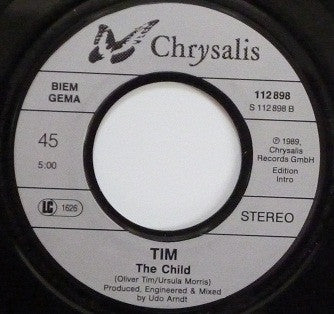 Chrysalis
BIEM
GEMA
112 898
S 112 898 B
45
5:00
℗ 1989,
Chrysalis
Records GmbH
Edition
Intro
LC 1626
STEREO
TIM
The Child
(Oliver Tim/Ursula Morris)
Produced, Engineered & Mixed
by Udo Arndt